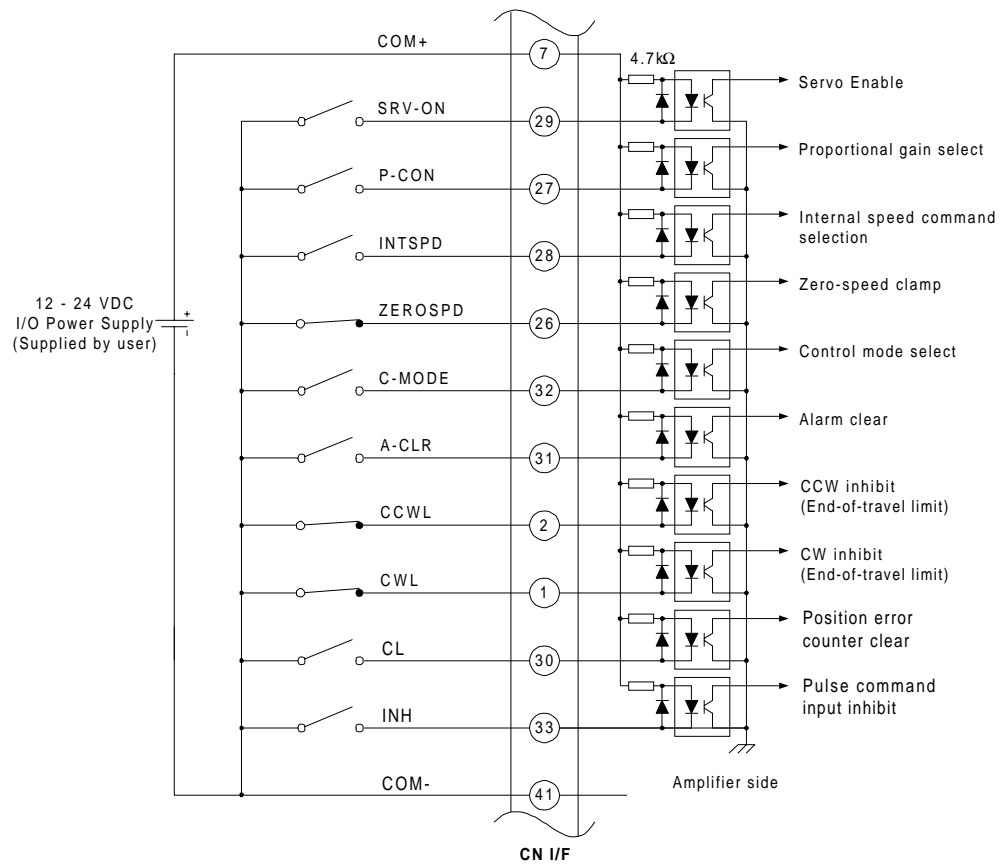 COM+
7
4.7kΩ
Servo Enable
SRV-ON
29
Proportional gain select
P-CON
27
Internal speed command
selection
INTSPD
28
Zero-speed clamp
12 - 24 VDC
I/O Power Supply
(Supplied by user)
+
-
ZEROSPD
26
Control mode select
C-MODE
32
Alarm clear
A-CLR
31
CCW inhibit
(End-of-travel limit)
CCWL
2
CW inhibit
(End-of-travel limit)
CWL
1
Position error
counter clear
CL
30
Pulse command
input inhibit
INH
33
Amplifier side
COM-
41
CN I/F